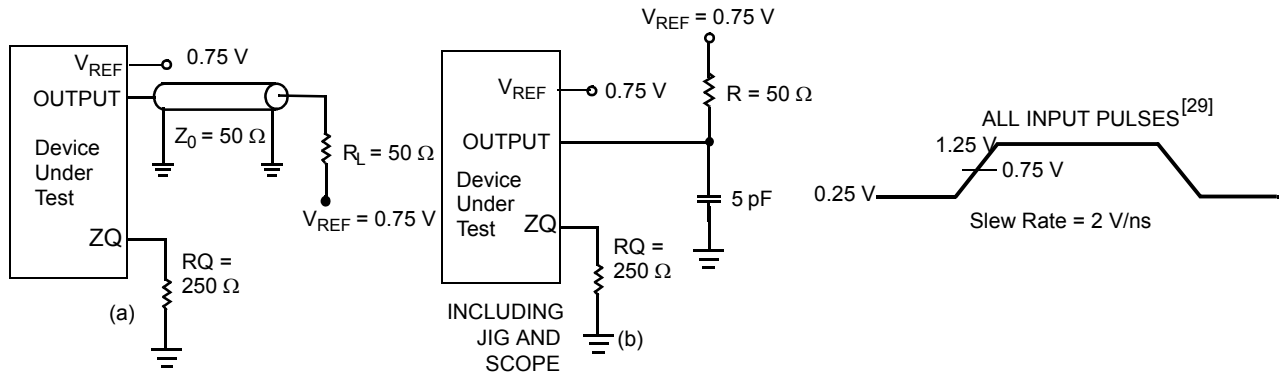 VREF
0.75 V
OUTPUT
Z0 = 50 Ω
Device
Under
Test
RL = 50 Ω
VREF = 0.75 V
ZQ
RQ =
250 Ω
(a)
VREF = 0.75 V
VREF
0.75 V
R = 50 Ω
OUTPUT
Device
Under
Test
5 pF
ZQ
RQ =
250 Ω
INCLUDING
JIG AND
SCOPE
(b)
ALL INPUT PULSES[29]
1.25 V
0.75 V
0.25 V
Slew Rate = 2 V/ns